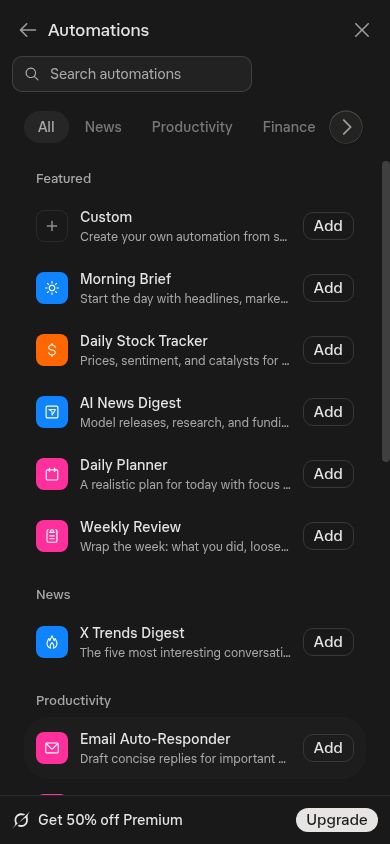 Automations
Search automations
All
News
Productivity
Finance
Featured
Custom
Create your own automation from s...
Add
Morning Brief
Start the day with headlines, marke...
Add
Daily Stock Tracker
Prices, sentiment, and catalysts for ...
Add
AI News Digest
Model releases, research, and fundi...
Add
Daily Planner
A realistic plan for today with focus ...
Add
Weekly Review
Wrap the week: what you did, loose...
Add
News
X Trends Digest
The five most interesting conversati...
Add
Productivity
Email Auto-Responder
Draft concise replies for important ...
Add
Get 50% off Premium
Upgrade